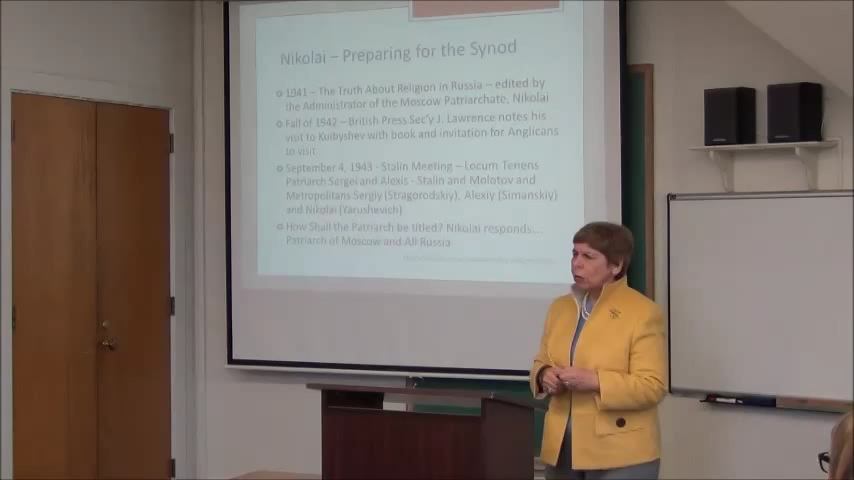 Nikolai – Preparing for the Synod
1941 – The Truth About Religion in Russia – edited by
the Administrator of the Moscow Patriarchate, Nikolai
Fall of 1942 – British Press Sec'y J. Lawrence notes his
visit to Kuibyshev with book and invitation for Anglicans
to visit
September 4, 1943 - Stalin Meeting – Locum Tenens
Patriarch Sergei and Alexis - Stalin and Molotov and
Metropolitans Sergiy (Stragorodskiy), Alexiy (Simanskiy)
and Nikolai (Yarushevich)
How Shall the Patriarch be titled? Nikolai responds...
Patriarch of Moscow and All Russia